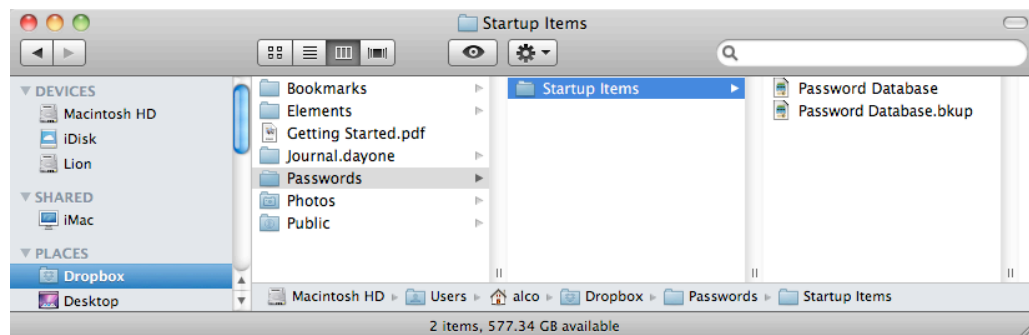 Startup Items
DEVICES
Macintosh HD
iDisk
Lion
SHARED
iMac
PLACES
Dropbox
Desktop
Bookmarks
Elements
Getting Started.pdf
Journal.dayone
Passwords
Photos
Public
Startup Items
Password Database
Password Database.bkup
Macintosh HD Users alco Dropbox Passwords Startup Items
2 items, 577.34 GB available